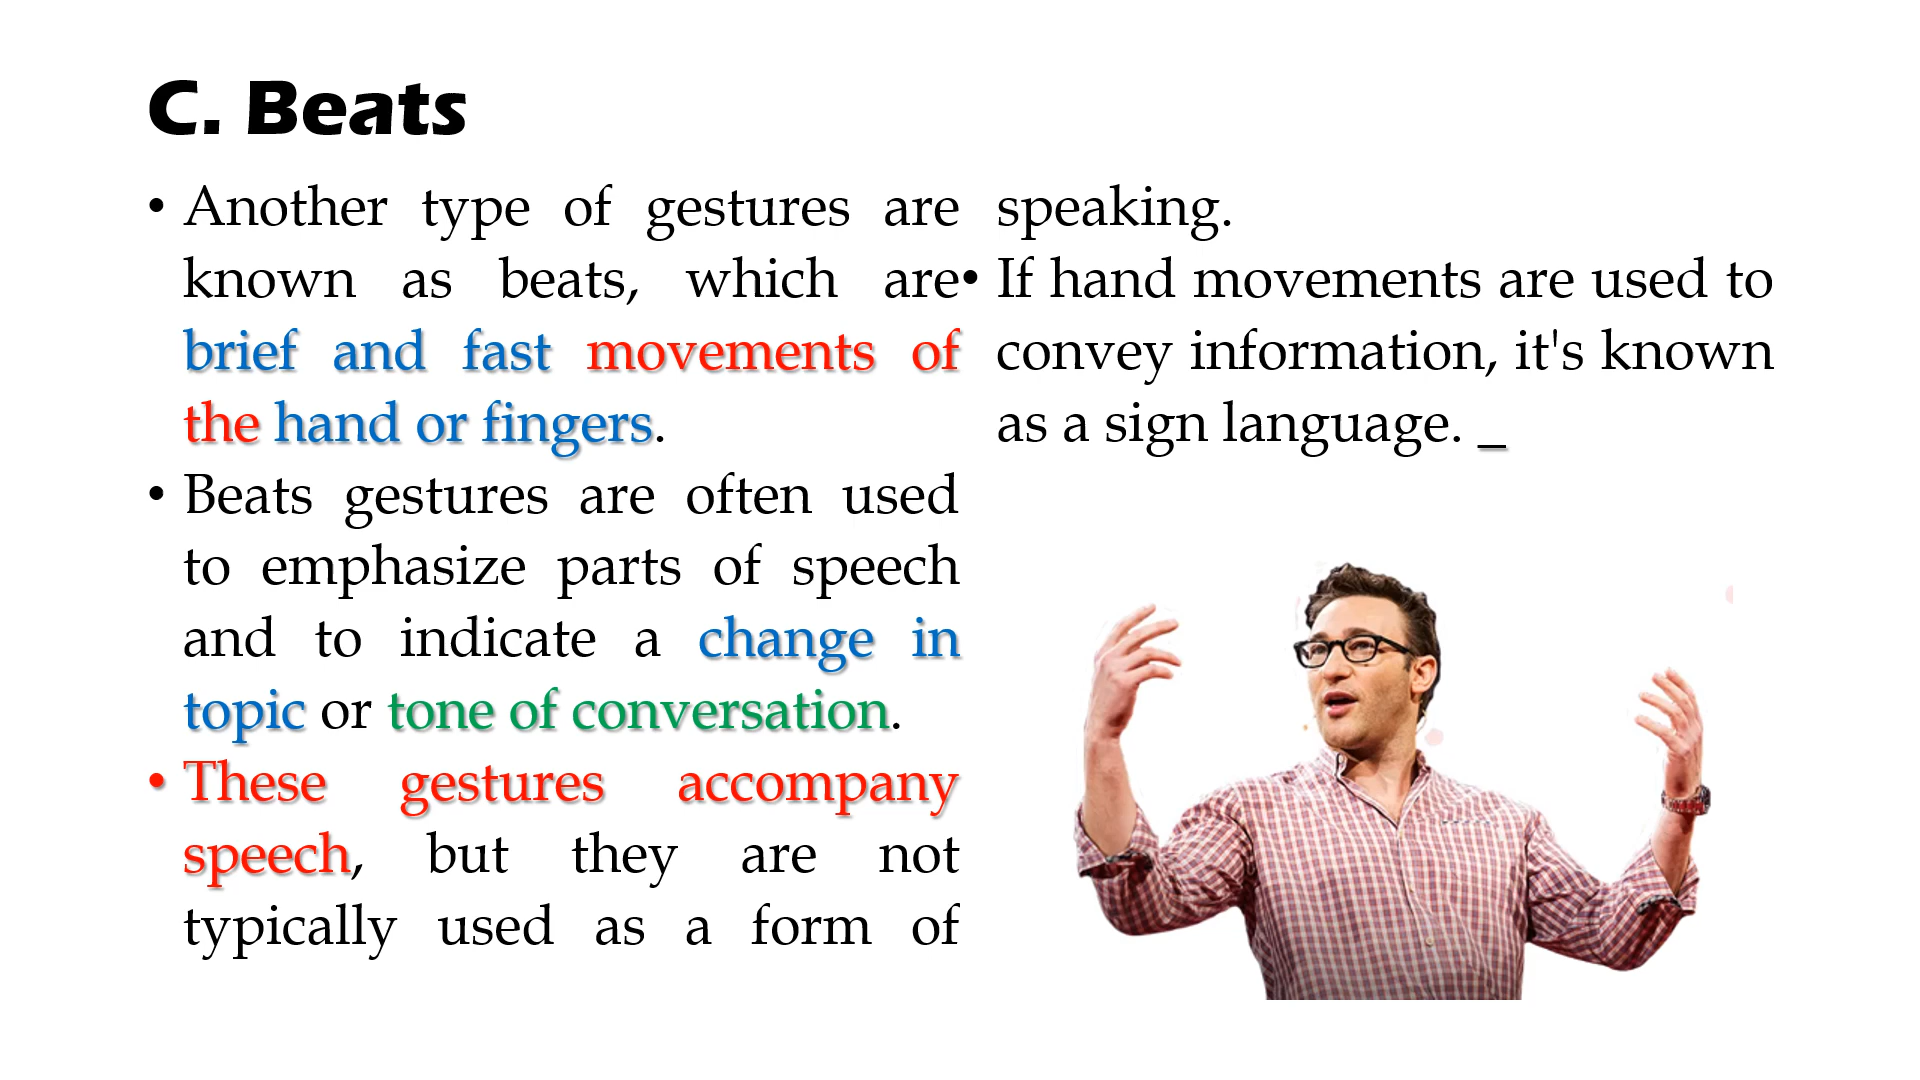 C. Beats
• Another type of gestures are
known as beats, which are
brief and fast movements of
the hand or fingers.
• Beats gestures are often used
to emphasize parts of speech
and to indicate a change in
topic or tone of conversation.
• These gestures accompany
speech, but they are not
typically used as a form of
speaking.
• If hand movements are used to
convey information, it's known
as a sign language. _